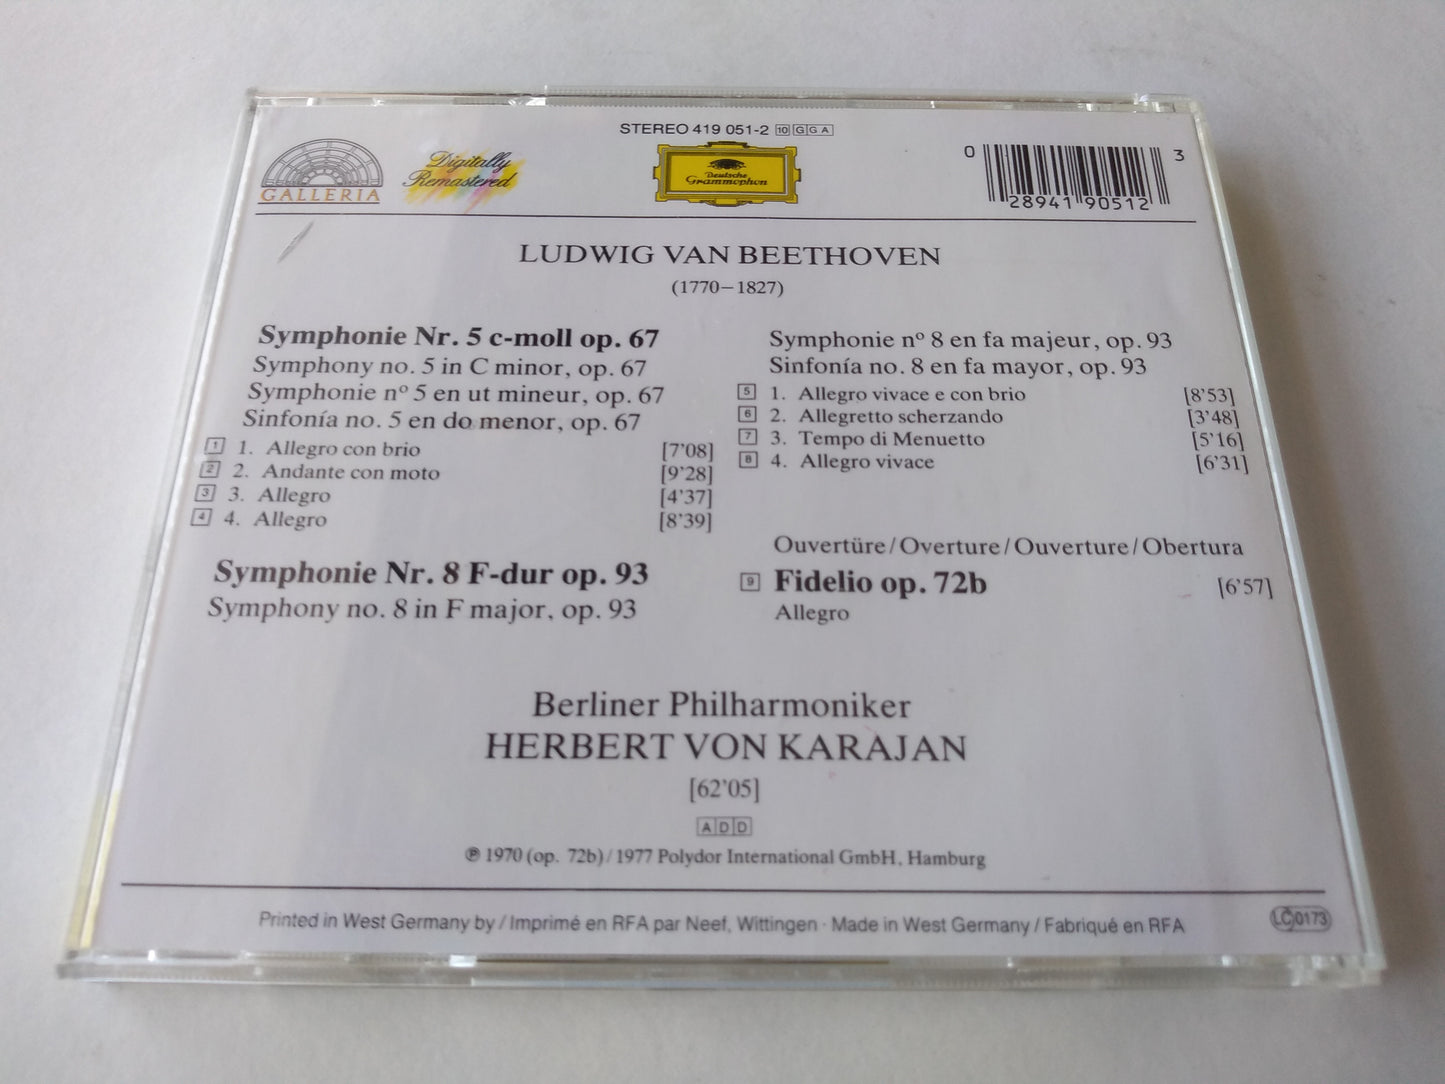 STEREO 419 051-2 10 G G A
GALLERIA
Digitally
Remastered
Deutsche
Grammophon
0 28941 90512 3
LUDWIG VAN BEETHOVEN
(1770–1827)
Symphonie Nr. 5 c-moll op. 67
Symphony no. 5 in C minor, op. 67
Symphonie n° 5 en ut mineur, op. 67
Sinfonía no. 5 en do menor, op. 67
1 1. Allegro con brio [7'08]
2 2. Andante con moto [9'28]
3 3. Allegro [4'37]
4 4. Allegro [8'39]
Symphonie Nr. 8 F-dur op. 93
Symphony no. 8 in F major, op. 93
Symphonie n° 8 en fa majeur, op. 93
Sinfonía no. 8 en fa mayor, op. 93
5 1. Allegro vivace e con brio [8'53]
6 2. Allegretto scherzando [3'48]
7 3. Tempo di Menuetto [5'16]
8 4. Allegro vivace [6'31]
Ouvertüre/Overture/Ouverture/Obertura
9 Fidelio op. 72b [6'57]
Allegro
Berliner Philharmoniker
HERBERT VON KARAJAN
[62'05]
A D D
℗ 1970 (op. 72b)/1977 Polydor International GmbH, Hamburg
Printed in West Germany by / Imprimé en RFA par Neef, Wittingen · Made in West Germany / Fabriqué en RFA
LC 0173